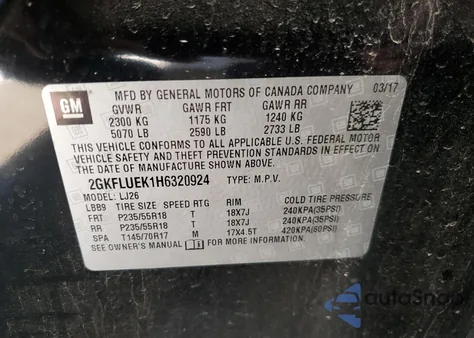 GM
MFD BY GENERAL MOTORS OF CANADA COMPANY 03/17
GVWR GAWR FRT GAWR RR
2300 KG 1175 KG 1240 KG
5070 LB 2590 LB 2733 LB
THIS VEHICLE CONFORMS TO ALL APPLICABLE U.S. FEDERAL MOTOR
VEHICLE SAFETY AND THEFT PREVENTION STANDARDS IN EFFECT ON
THE DATE OF MANUFACTURE SHOWN ABOVE.
2GKFLUEK1H6320924 TYPE: M.P.V.
MODEL: LJ26
LBB9 TIRE SIZE SPEED RTG RIM COLD TIRE PRESSURE
FRT P235/55R18 T 18X7J 240KPA(35PSI)
RR P235/55R18 T 18X7J 240KPA(35PSI)
SPA T145/70R17 M 17X4.5T 420KPA(60PSI)
SEE OWNER'S MANUAL FOR MORE INFORMATION.
autoSnap